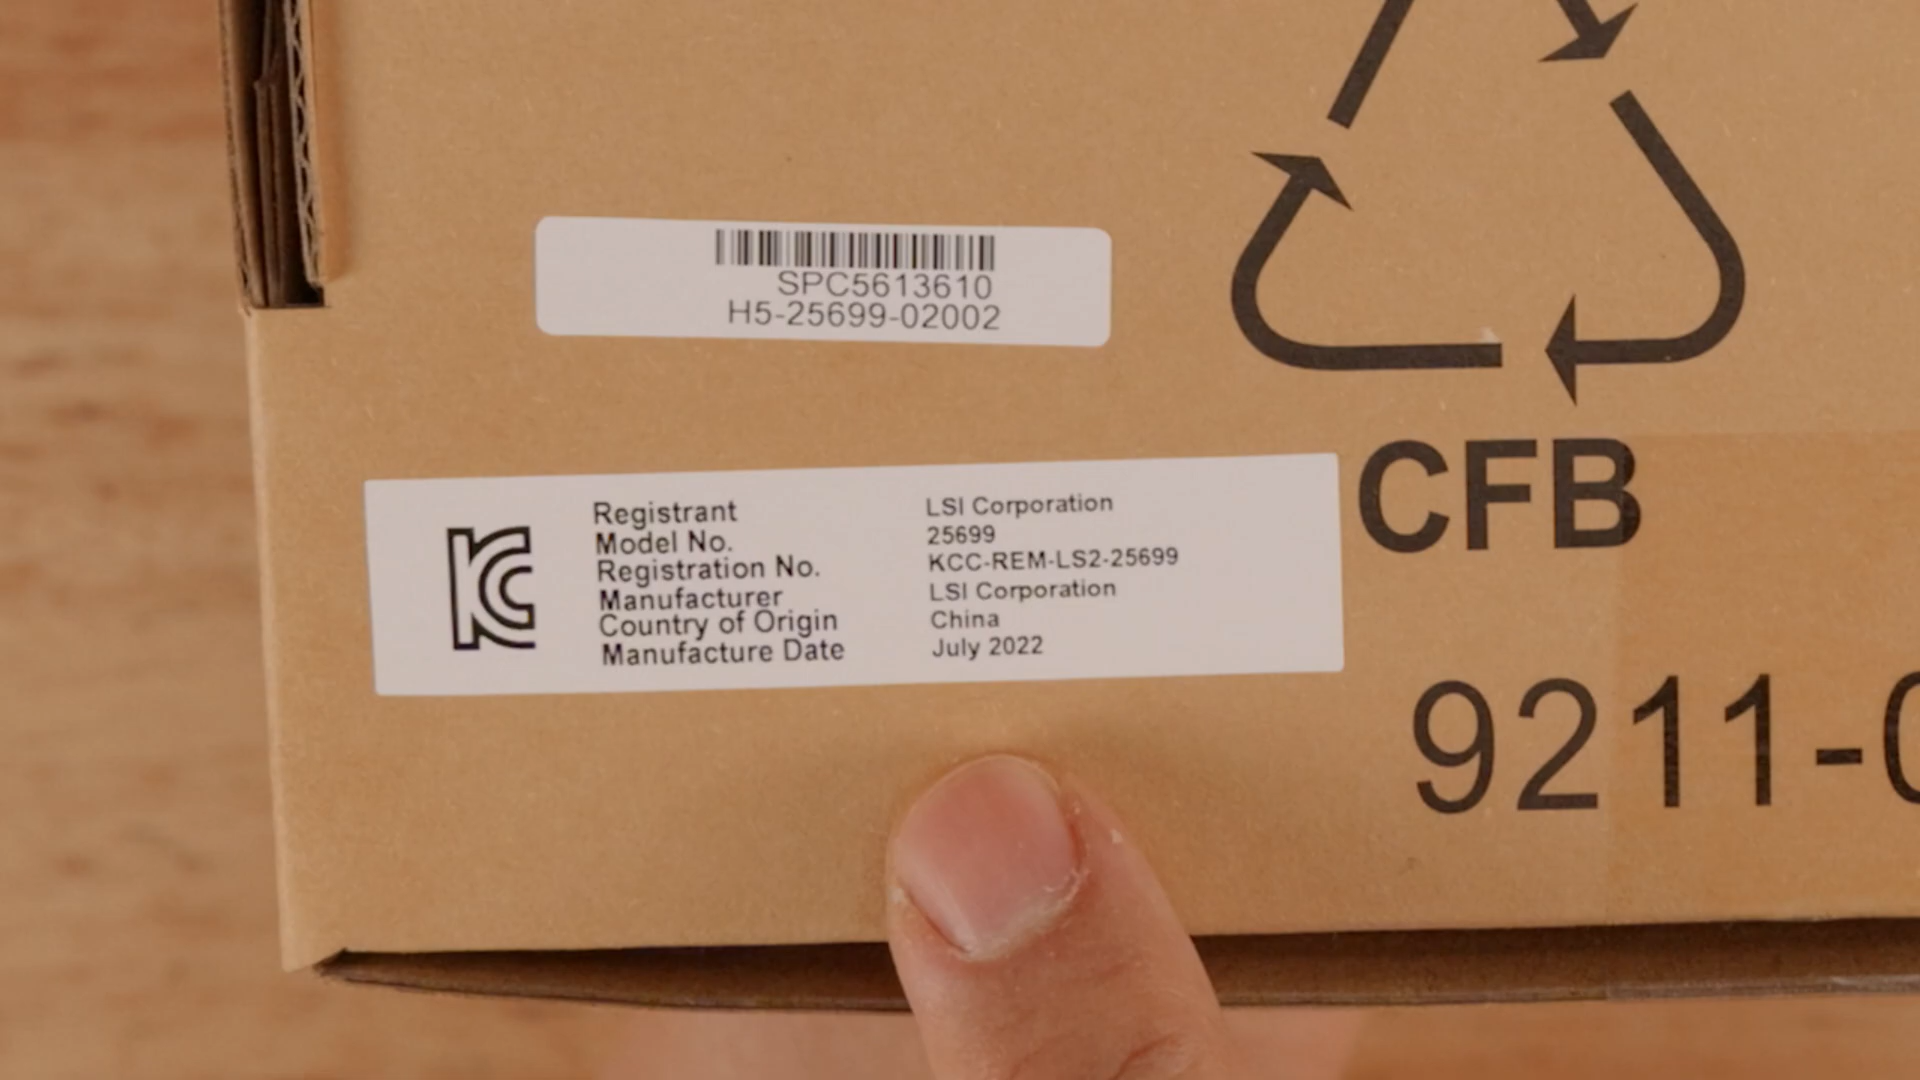 SPC5613610
H5-25699-02002
CFB
Registrant LSI Corporation
Model No. 25699
Registration No. KCC-REM-LS2-25699
Manufacturer LSI Corporation
Country of Origin China
Manufacture Date July 2022
9211-